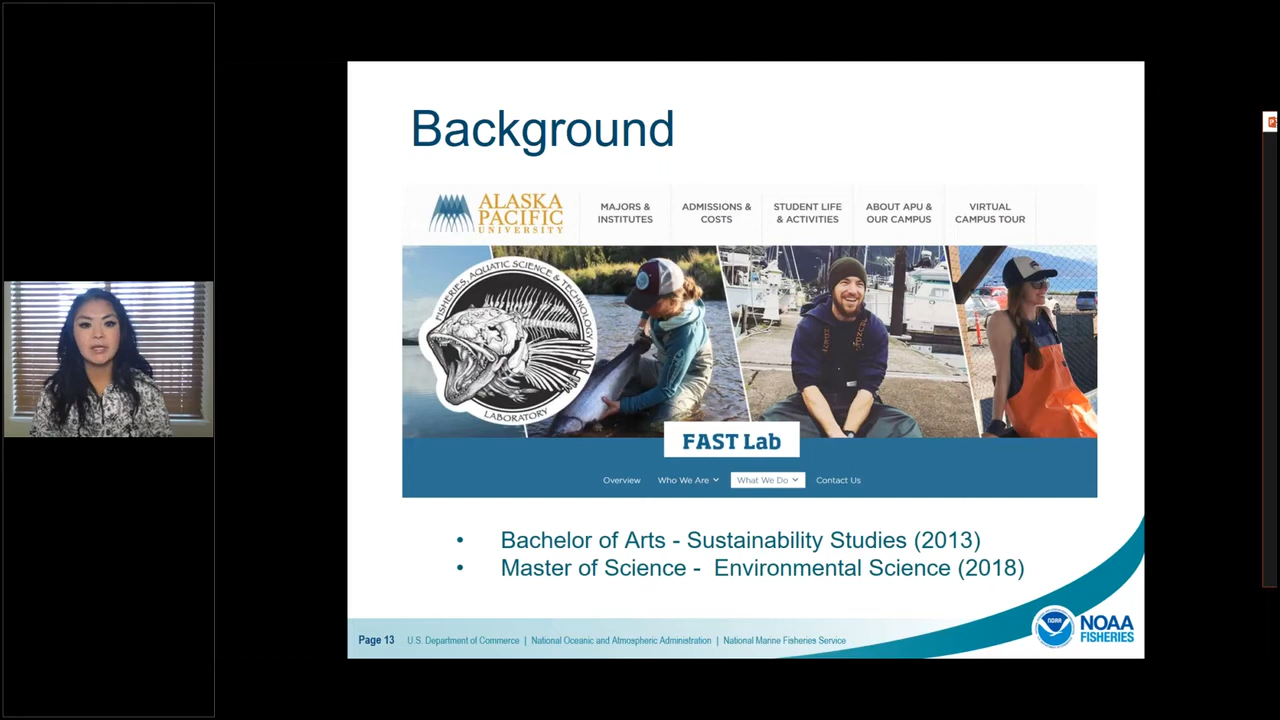 Background
ALASKA
PACIFIC
UNIVERSITY
MAJORS &
INSTITUTES
ADMISSIONS &
COSTS
STUDENT LIFE
& ACTIVITIES
ABOUT APU &
OUR CAMPUS
VIRTUAL
CAMPUS TOUR
FISHERIES, AQUATIC SCIENCE & TECHNOLOGY
LABORATORY
FAST Lab
Overview
Who We Are
What We Do
Contact Us
• Bachelor of Arts - Sustainability Studies (2013)
• Master of Science - Environmental Science (2018)
Page 13 U.S. Department of Commerce | National Oceanic and Atmospheric Administration | National Marine Fisheries Service
NOAA
NOAA
FISHERIES